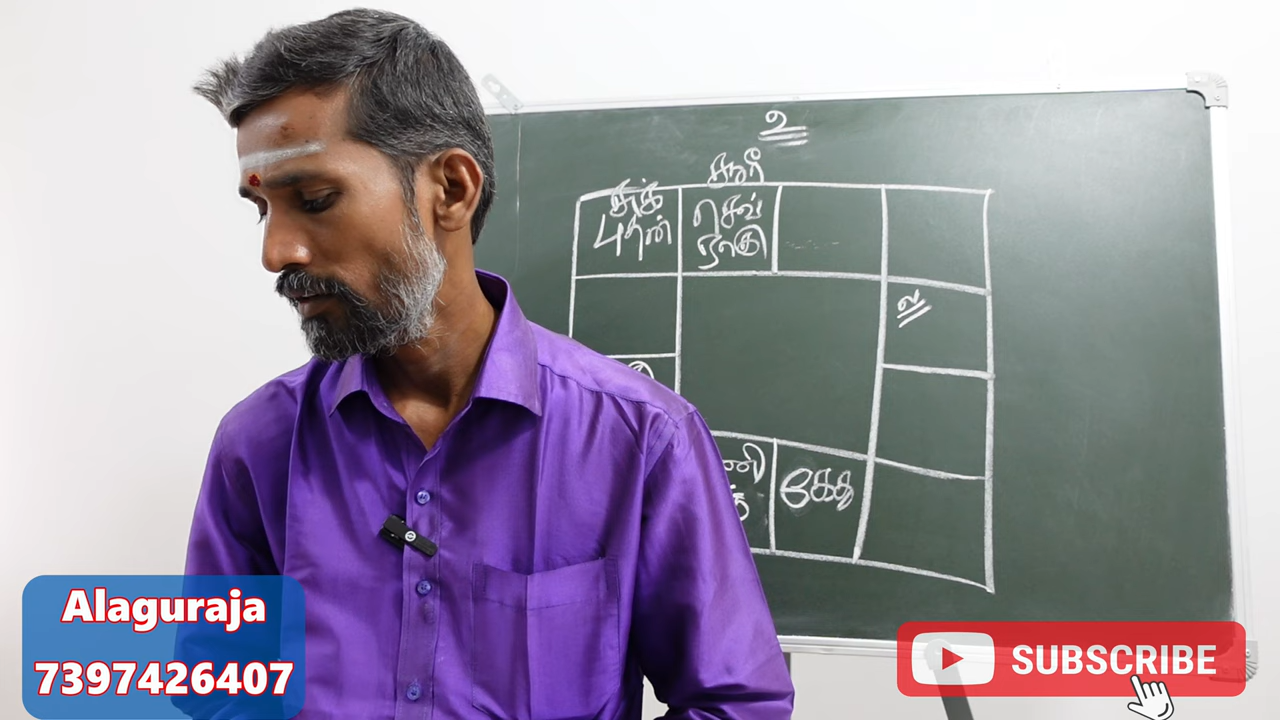 உ
சூரி
சுக்
புதன்
செவ்
ராகு
ல
கேது
Alaguraja
7397426407
SUBSCRIBE